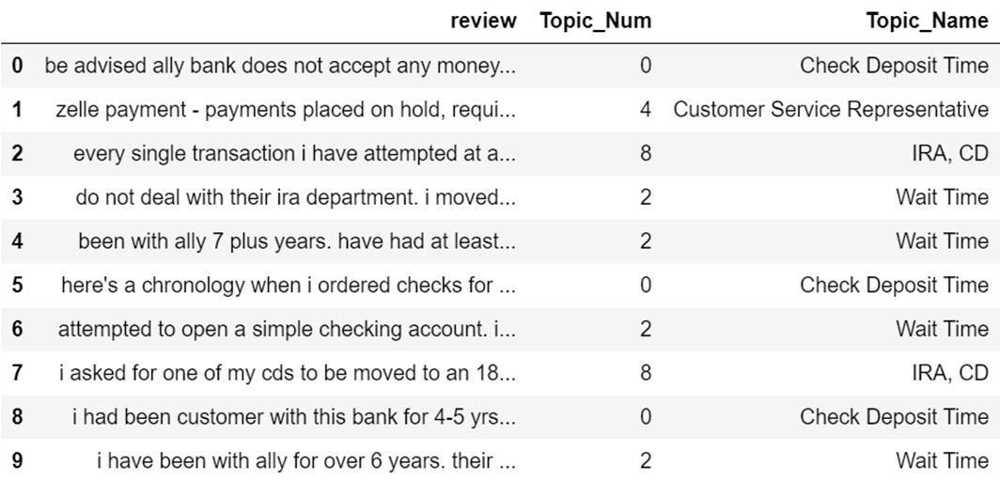 review Topic_Num Topic_Name
0 be advised ally bank does not accept any money... 0 Check Deposit Time
1 zelle payment - payments placed on hold, requi... 4 Customer Service Representative
2 every single transaction i have attempted at a... 8 IRA, CD
3 do not deal with their ira department. i moved... 2 Wait Time
4 been with ally 7 plus years. have had at least... 2 Wait Time
5 here's a chronology when i ordered checks for ... 0 Check Deposit Time
6 attempted to open a simple checking account. i... 2 Wait Time
7 i asked for one of my cds to be moved to an 18... 8 IRA, CD
8 i had been customer with this bank for 4-5 yrs... 0 Check Deposit Time
9 i have been with ally for over 6 years. their ... 2 Wait Time